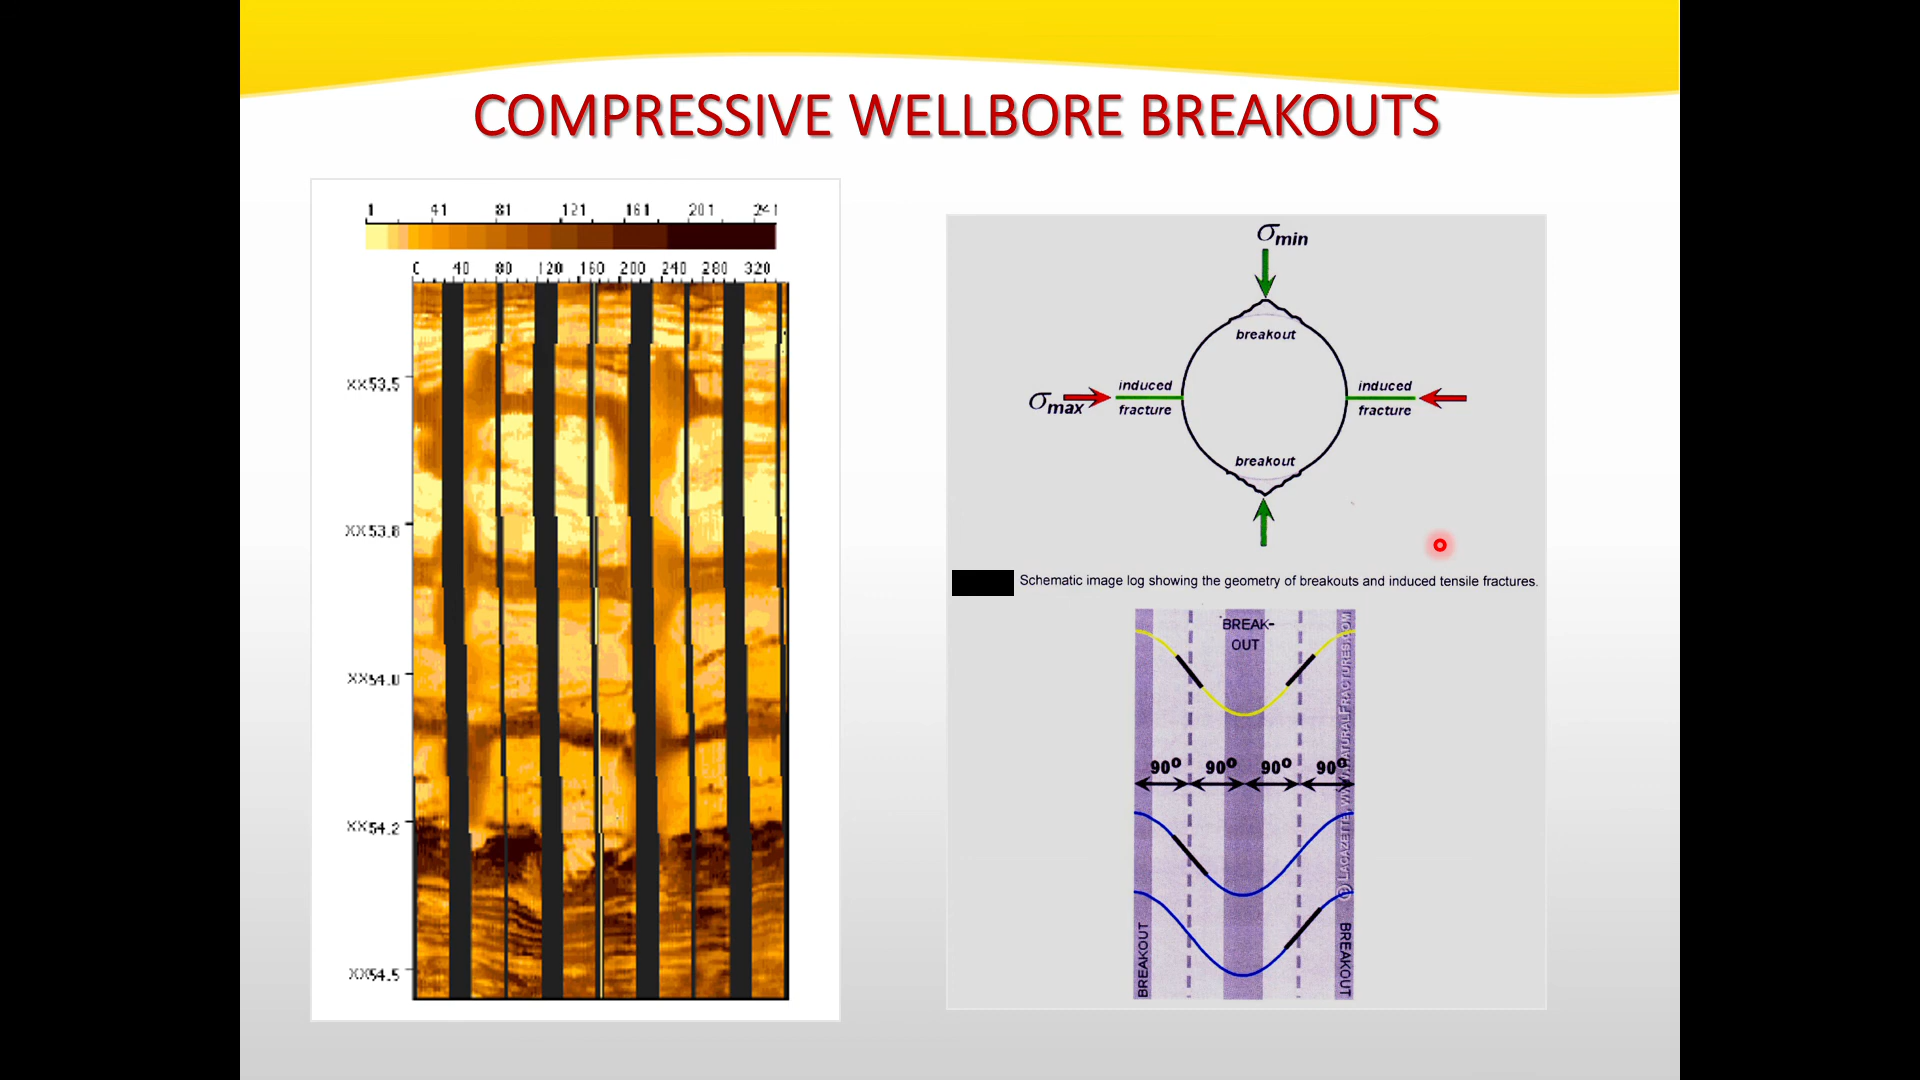 COMPRESSIVE WELLBORE BREAKOUTS
1 41 81 121 161 201 241
0 40 80 120 160 200 240 280 320
XX53.5
XX53.8
XX54.0
XX54.2
XX54.5
σmin
breakout
σmax
induced
fracture
induced
fracture
breakout
Schematic image log showing the geometry of breakouts and induced tensile fractures.
BREAK-
OUT
90° 90° 90° 90°
BREAKOUT
BREAKOUT